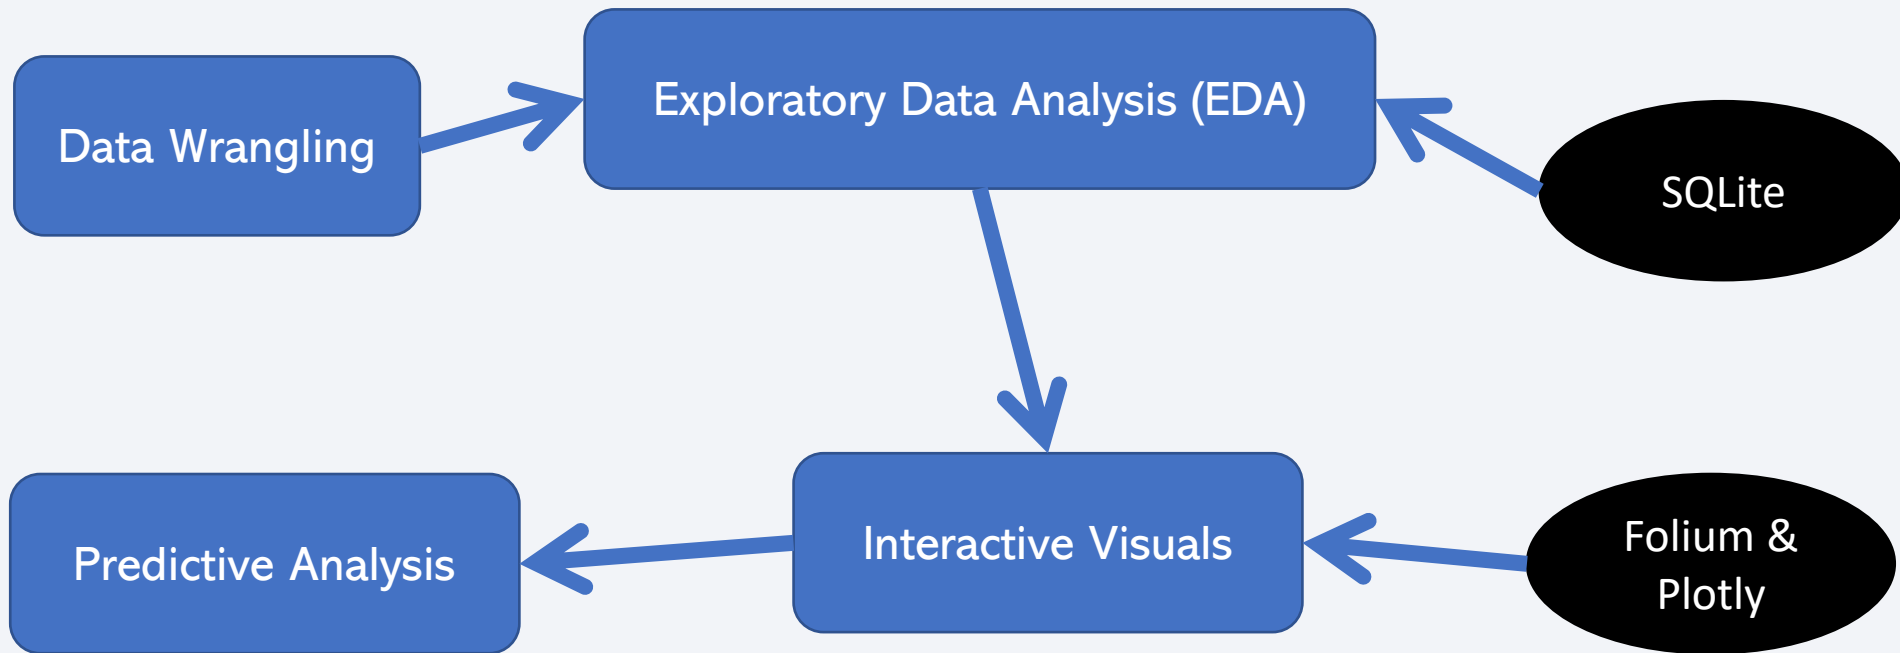 Data Wrangling
Exploratory Data Analysis (EDA)
SQLite
Predictive Analysis
Interactive Visuals
Folium &
Plotly